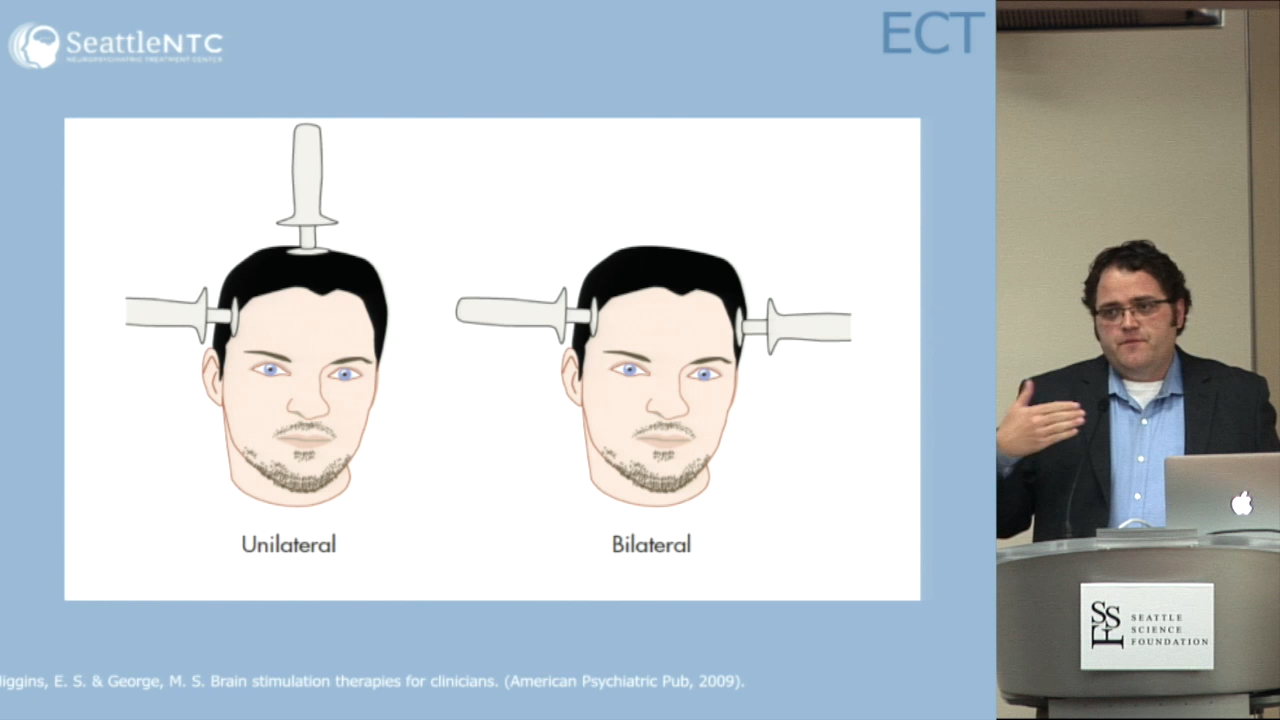 SeattleNTC
NEUROPSYCHIATRIC TREATMENT CENTER
ECT
Unilateral
Bilateral
iggins, E. S. & George, M. S. Brain stimulation therapies for clinicians. (American Psychiatric Pub, 2009).
SSF
SEATTLE
SCIENCE
FOUNDATION